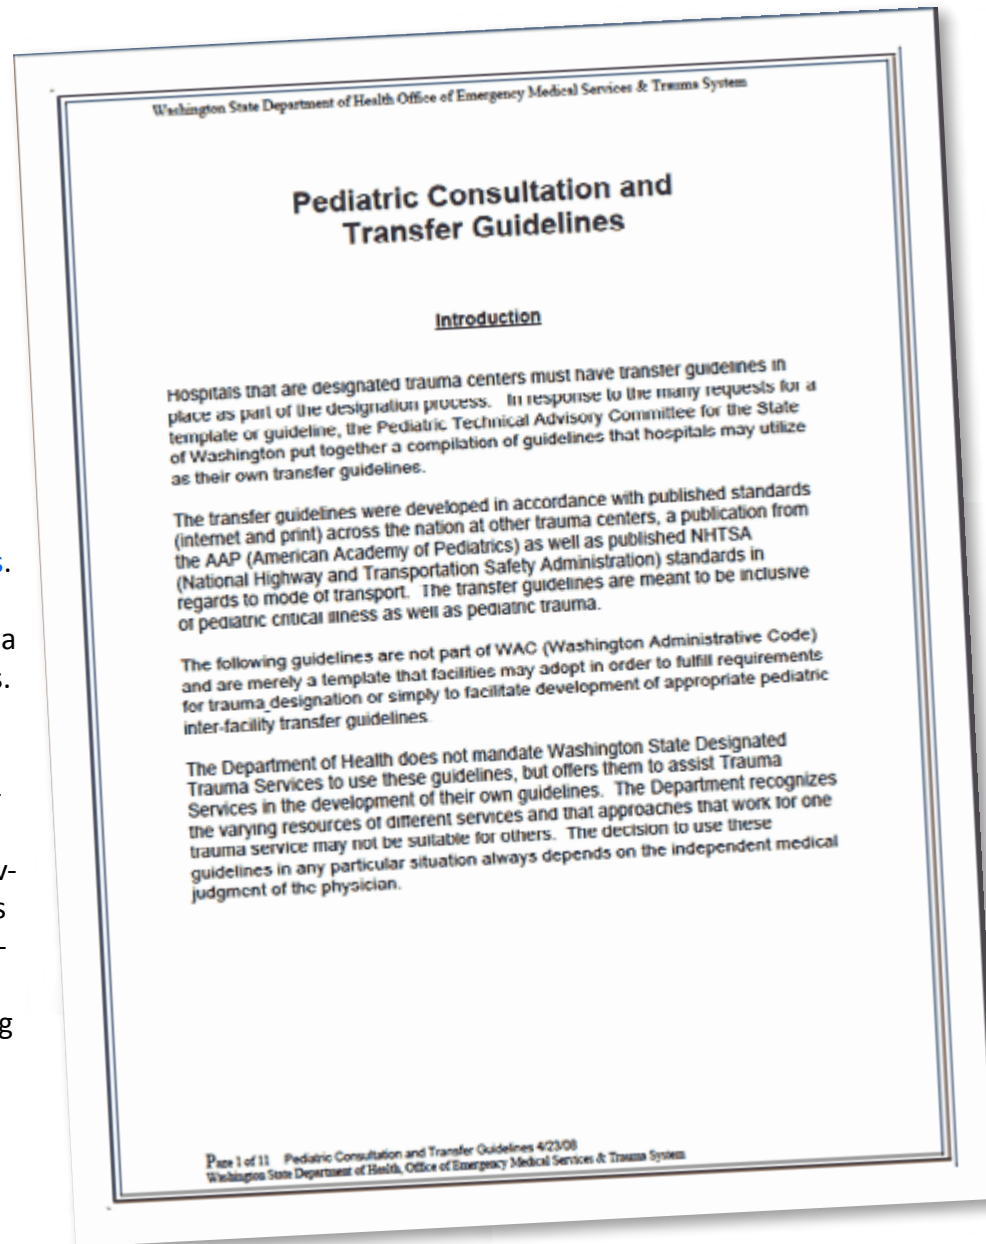 Washington State Department of Health Office of Emergency Medical Services & Trauma System
Pediatric Consultation and
Transfer Guidelines
Introduction
Hospitals that are designated trauma centers must have transfer guidelines in
place as part of the designation process. In response to the many requests for a
template or guideline, the Pediatric Technical Advisory Committee for the State
of Washington put together a compilation of guidelines that hospitals may utilize
as their own transfer guidelines.
The transfer guidelines were developed in accordance with published standards
(internet and print) across the nation at other trauma centers, a publication from
the AAP (American Academy of Pediatrics) as well as published NHTSA
(National Highway and Transportation Safety Administration) standards in
regards to mode of transport. The transfer guidelines are meant to be inclusive
of pediatric critical illness as well as pediatric trauma.
The following guidelines are not part of WAC (Washington Administrative Code)
and are merely a template that facilities may adopt in order to fulfill requirements
for trauma designation or simply to facilitate development of appropriate pediatric
inter-facility transfer guidelines.
The Department of Health does not mandate Washington State Designated
Trauma Services to use these guidelines, but offers them to assist Trauma
Services in the development of their own guidelines. The Department recognizes
the varying resources of different services and that approaches that work for one
trauma service may not be suitable for others. The decision to use these
guidelines in any particular situation always depends on the independent medical
judgment of the physician.
Page 1 of 11 Pediatric Consultation and Transfer Guidelines 4/23/08
Washington State Department of Health, Office of Emergency Medical Services & Trauma System
s.
a
s.
-
v-
s
-
g